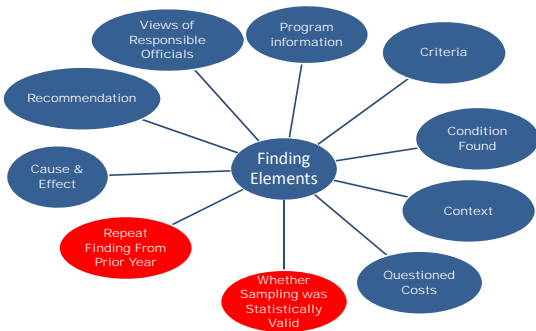 Views of
Responsible
Officials
Program
information
Criteria
Recommendation
Condition
Found
Finding
Elements
Cause &
Effect
Context
Repeat
Finding From
Prior Year
Questioned
Costs
Whether
Sampling was
Statistically
Valid